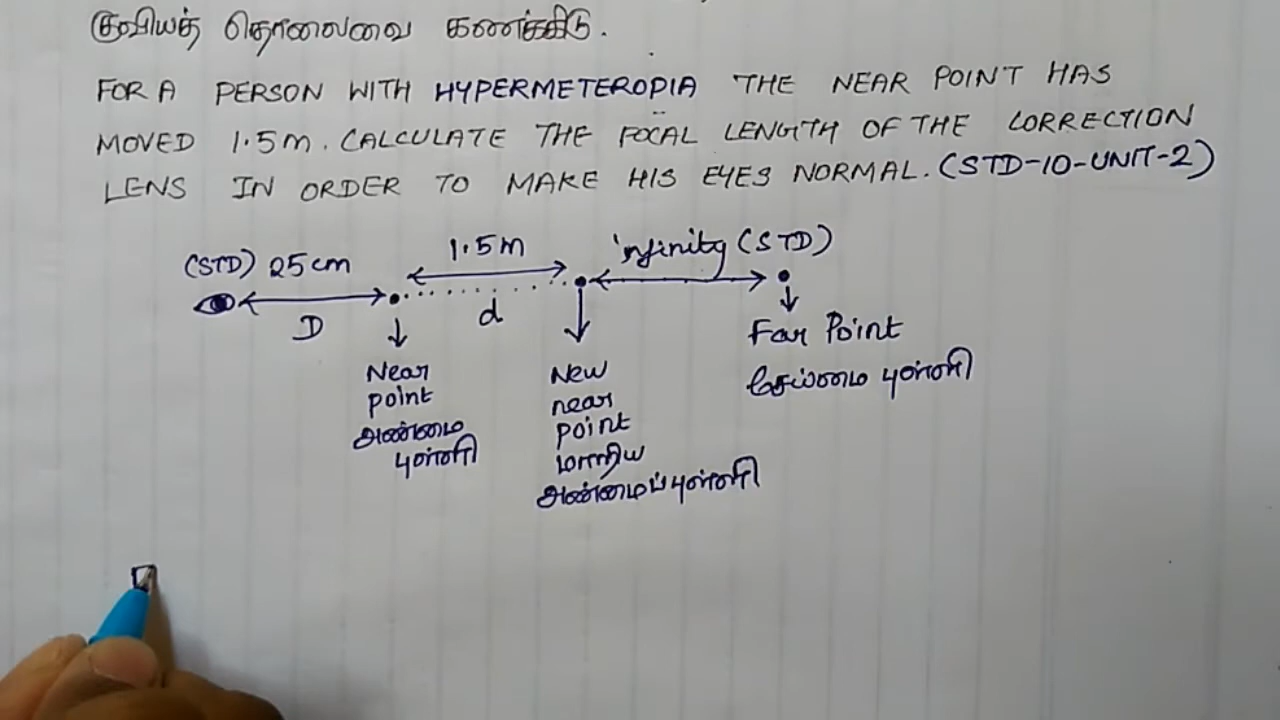 குவியத் தொலைவை கணக்கிடு.
FOR A PERSON WITH HYPERMETEROPIA THE NEAR POINT HAS
MOVED 1.5m. CALCULATE THE FOCAL LENGTH OF THE CORRECTION
LENS IN ORDER TO MAKE HIS EYES NORMAL. (STD-10-UNIT-2)
(STD) 25cm
1.5m
infinity (STD)
D
d
Near
point
அண்மை
புள்ளி
New
near
point
மாறிய
அண்மைப்புள்ளி
Far Point
சேய்மை புள்ளி